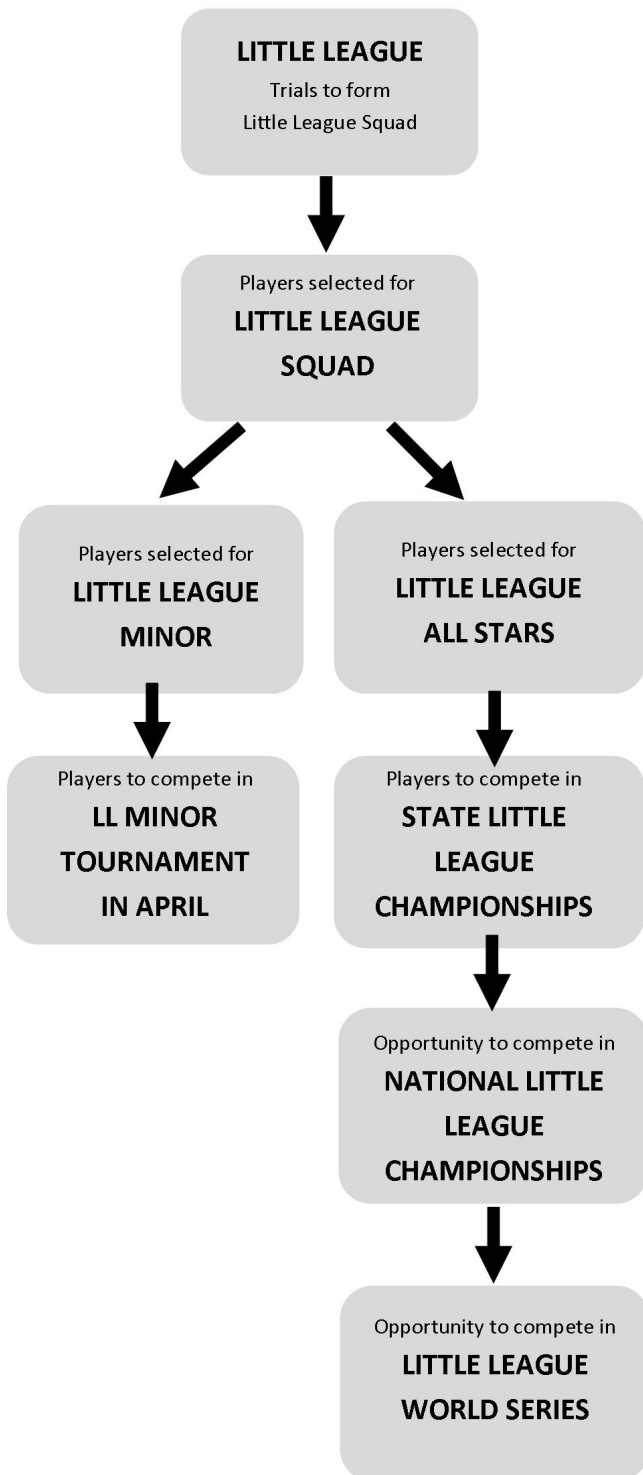 LITTLE LEAGUE
Trials to form
Little League Squad
Players selected for
LITTLE LEAGUE
SQUAD
Players selected for
LITTLE LEAGUE
MINOR
Players selected for
LITTLE LEAGUE
ALL STARS
Players to compete in
LL MINOR
TOURNAMENT
IN APRIL
Players to compete in
STATE LITTLE
LEAGUE
CHAMPIONSHIPS
Opportunity to compete in
NATIONAL LITTLE
LEAGUE
CHAMPIONSHIPS
Opportunity to compete in
LITTLE LEAGUE
WORLD SERIES